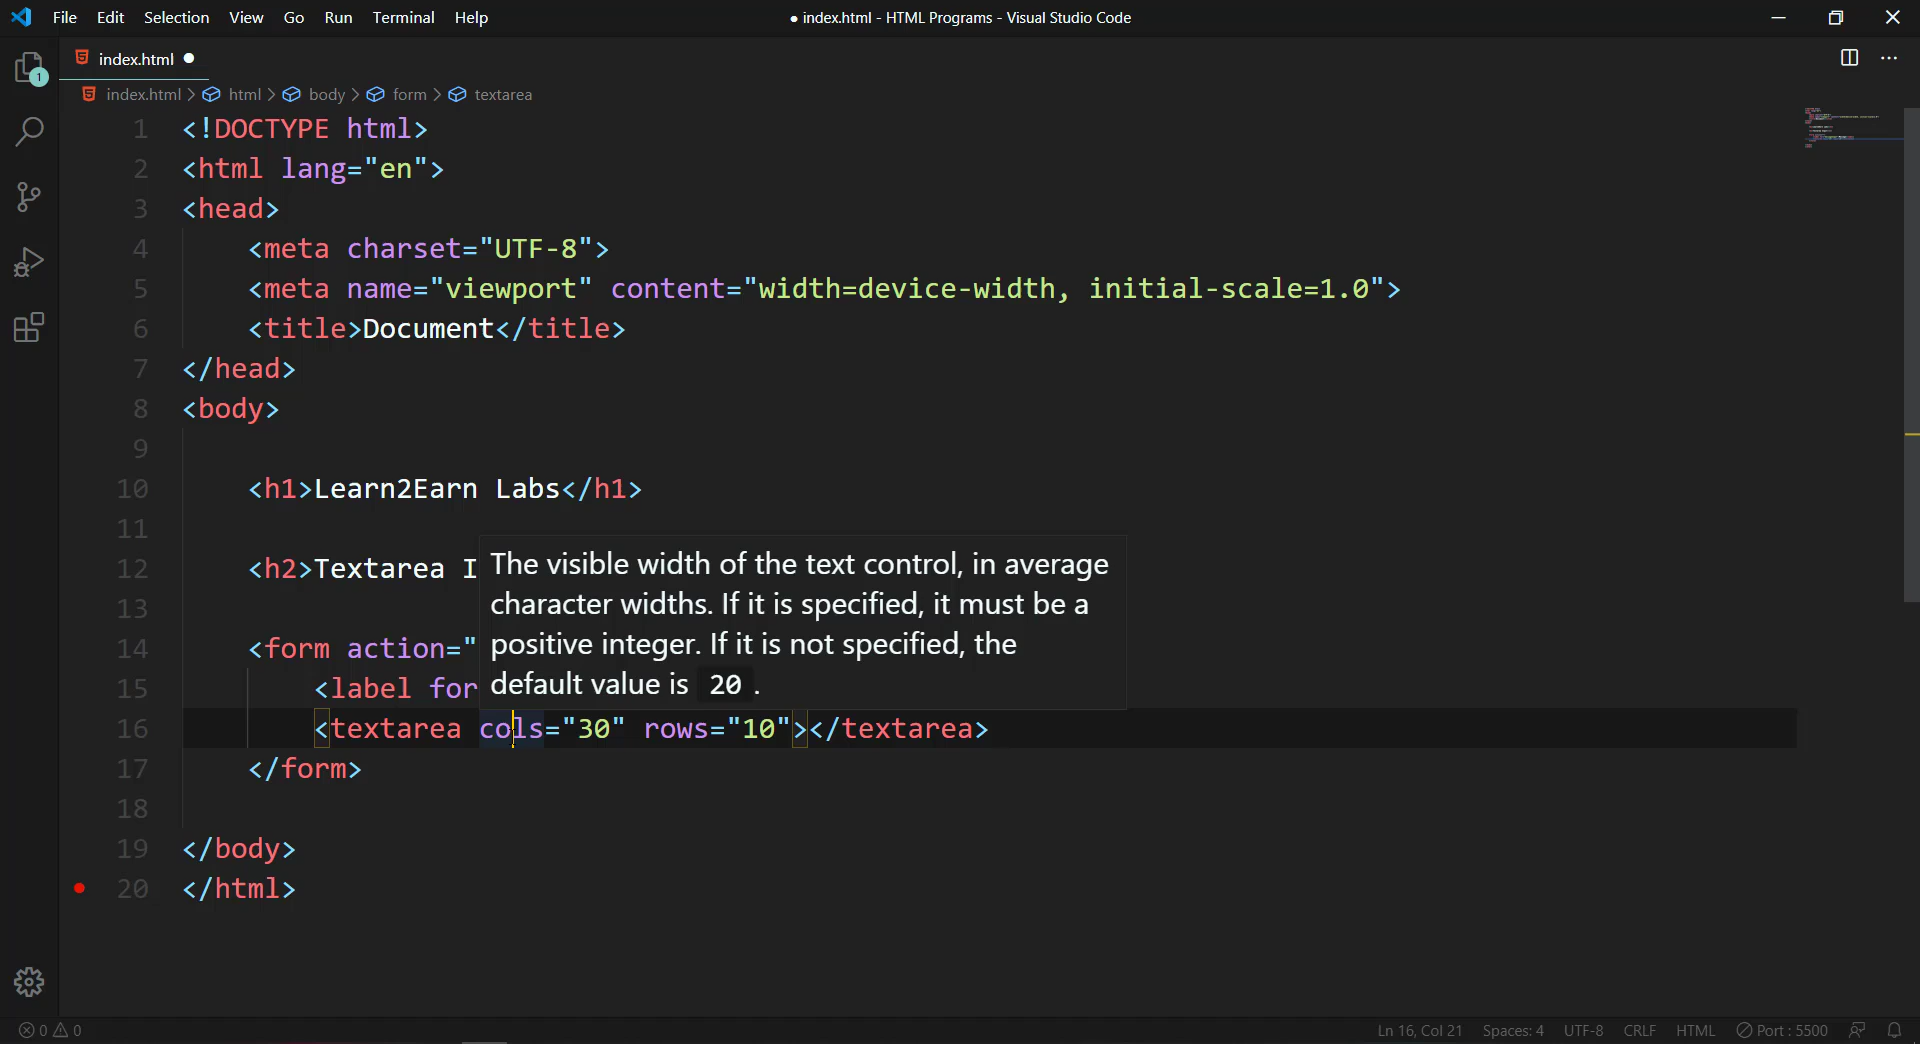 File Edit Selection View Go Run Terminal Help ● index.html - HTML Programs - Visual Studio Code
1
index.html ●
index.html > html > body > form > textarea
1 <!DOCTYPE html>
2 <html lang="en">
3 <head>
4 <meta charset="UTF-8">
5 <meta name="viewport" content="width=device-width, initial-scale=1.0">
6 <title>Document</title>
7 </head>
8 <body>
9
10 <h1>Learn2Earn Labs</h1>
11
12 <h2>Textarea I
The visible width of the text control, in average
character widths. If it is specified, it must be a
13
positive integer. If it is not specified, the
14 <form action="
15 <label for
default value is 20 .
16 <textarea cols="30" rows="10"></textarea>
17 </form>
18
19 </body>
20 </html>
0 0 Ln 16, Col 21 Spaces: 4 UTF-8 CRLF HTML Port : 5500